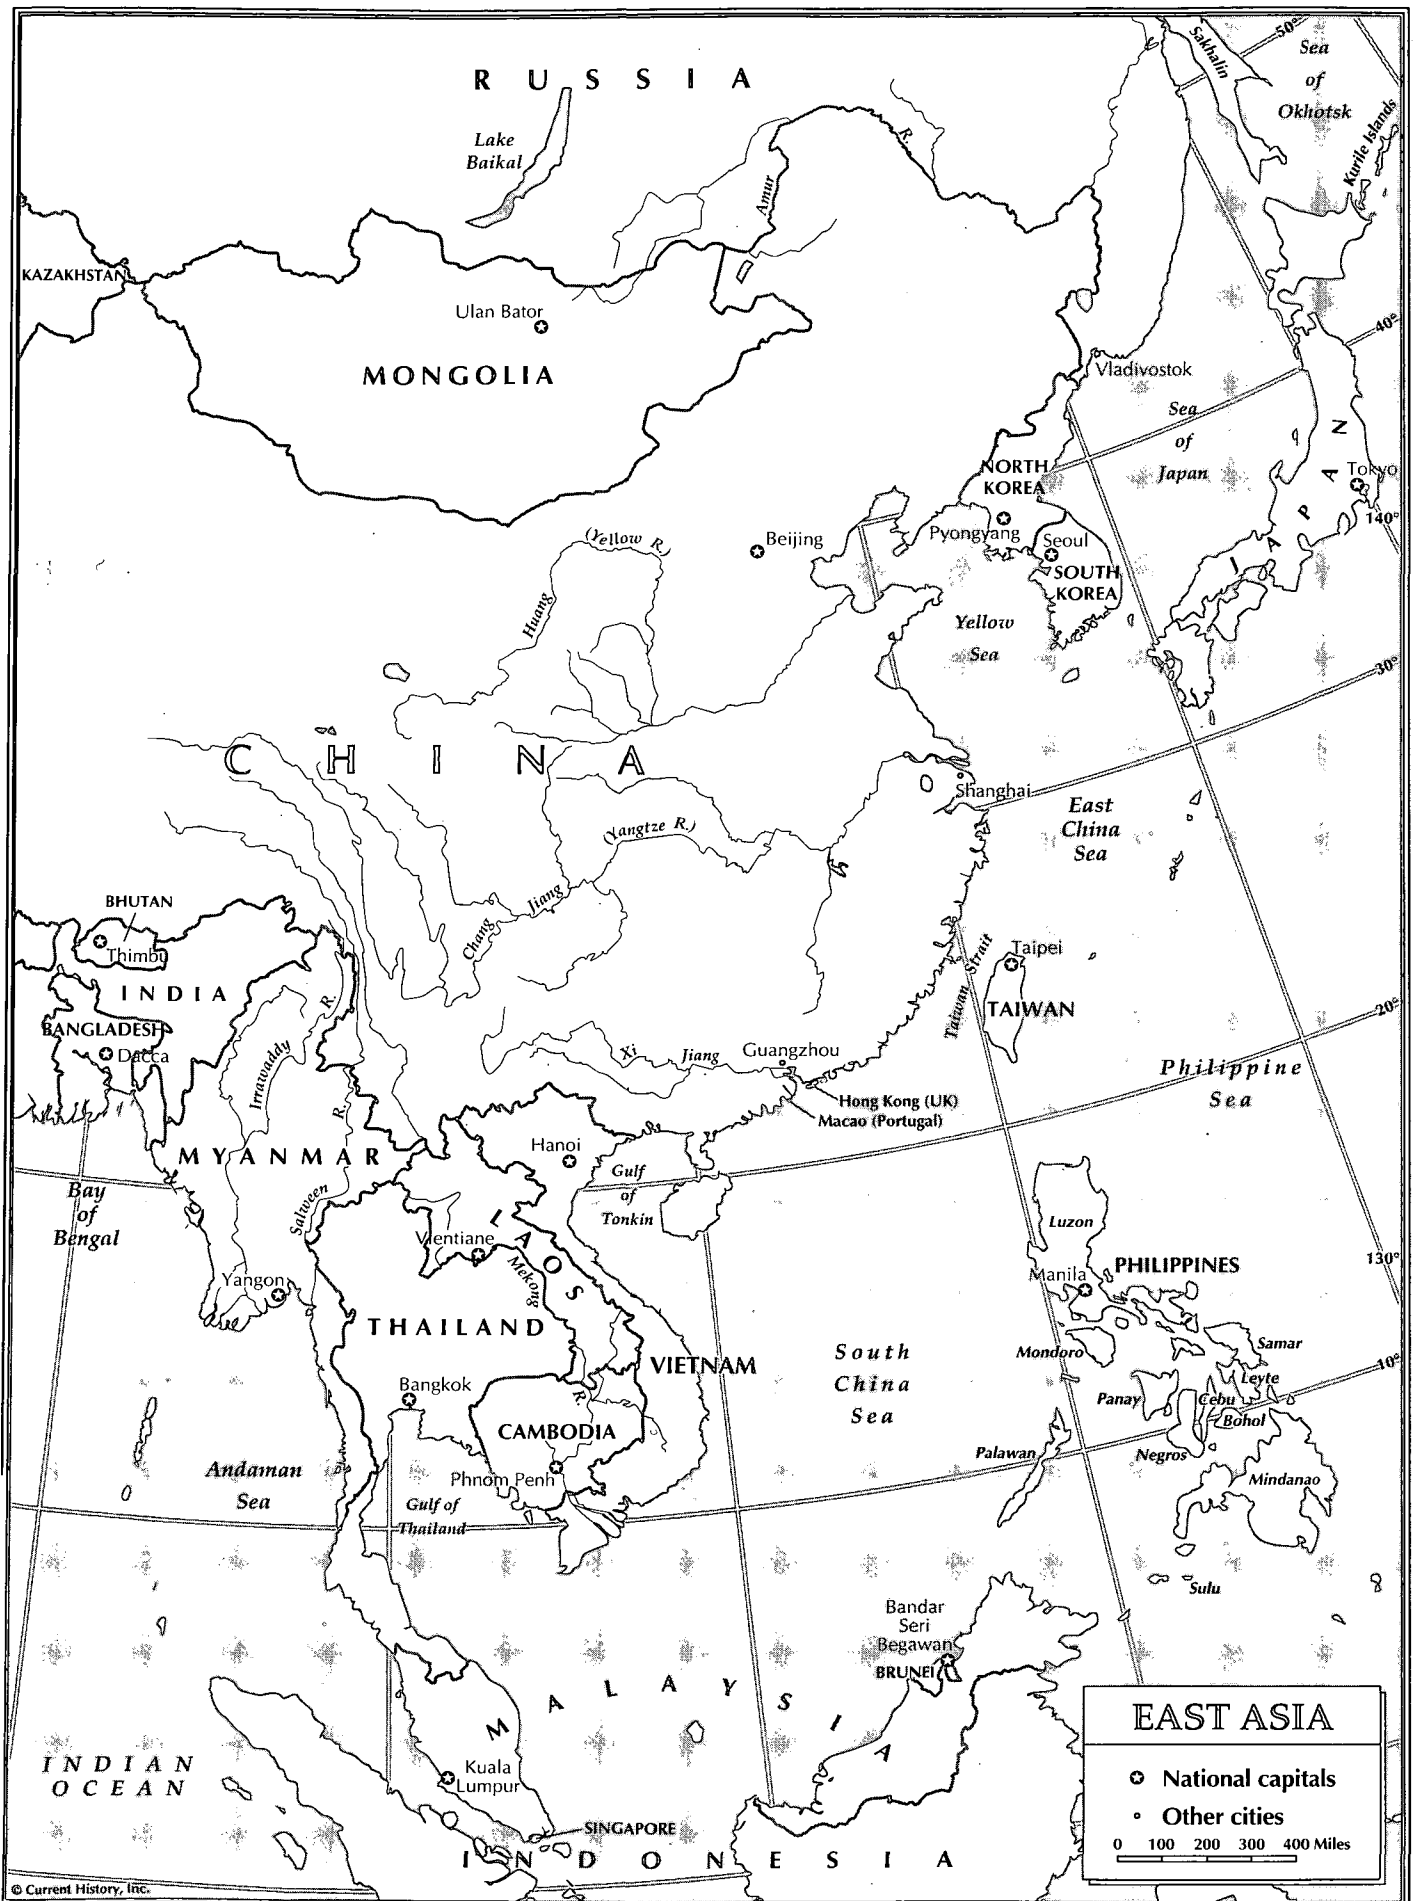 RUSSIA
Lake
Baikal
Amur
R.
Sakhalin
50°
Sea
of
Okhotsk
Kurile Islands
KAZAKHSTAN
Ulan Bator
MONGOLIA
Vladivostok
40°
Sea
of
Japan
JAPAN
Tokyo
140°
NORTH
KOREA
Pyongyang
Seoul
SOUTH
KOREA
Beijing
(Yellow R.)
Huang
Yellow
Sea
30°
CHINA
Shanghai
East
China
Sea
(Yangtze R.)
Jiang
Chang
BHUTAN
Thimbu
INDIA
BANGLADESH
Dacca
Irrawaddy
R.
Taiwan Strait
Taipei
TAIWAN
20°
Xi
Jiang
Guangzhou
Hong Kong (UK)
Macao (Portugal)
Philippine
Sea
R.
MYANMAR
Salween
Hanoi
Gulf
of
Tonkin
Bay
of
Bengal
LAOS
Vientiane
Mekong
Yangon
Luzon
Manila
PHILIPPINES
130°
THAILAND
VIETNAM
South
China
Sea
Mondoro
Samar
Leyte
10°
Panay
Cebu
Bohol
Bangkok
R.
CAMBODIA
Phnom Penh
Palawan
Negros
Mindanao
Andaman
Sea
Gulf of
Thailand
Sulu
Bandar
Seri
Begawan
BRUNEI
MALAYSIA
Kuala
Lumpur
INDIAN
OCEAN
SINGAPORE
INDONESIA
EAST ASIA
National capitals
Other cities
0 100 200 300 400 Miles
© Current History, Inc.